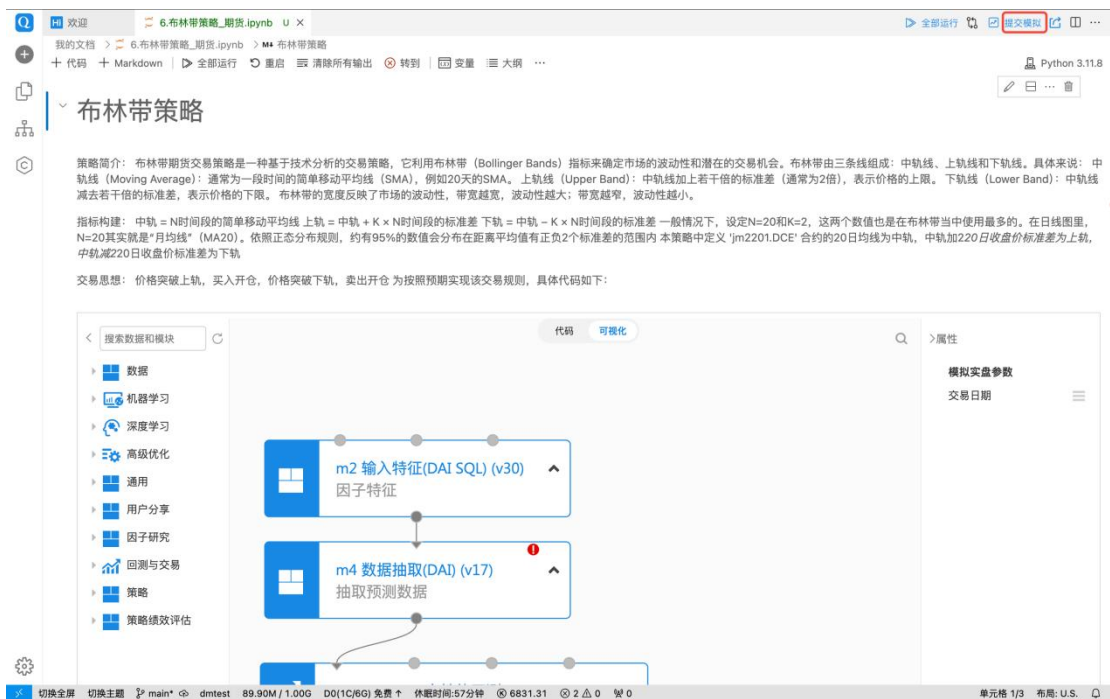 Q
HI 欢迎
6.布林带策略_期货.ipynb U ×
全部运行
提交模拟
我的文档 > 6.布林带策略_期货.ipynb > M↓ 布林带策略
+ 代码 + Markdown 全部运行 重启 清除所有输出 转到 变量 大纲 ···
Python 3.11.8
布林带策略
策略简介： 布林带期货交易策略是一种基于技术分析的交易策略，它利用布林带（Bollinger Bands）指标来确定市场的波动性和潜在的交易机会。布林带由三条线组成：中轨线、上轨线和下轨线。具体来说： 中
轨线（Moving Average）：通常为一段时间的简单移动平均线（SMA），例如20天的SMA。 上轨线（Upper Band）：中轨线加上若干倍的标准差（通常为2倍），表示价格的上限。 下轨线（Lower Band）：中轨线
减去若干倍的标准差，表示价格的下限。 布林带的宽度反映了市场的波动性，带宽越宽，波动性越大；带宽越窄，波动性越小。
指标构建： 中轨 = N时间段的简单移动平均线 上轨 = 中轨 + K × N时间段的标准差 下轨 = 中轨 − K × N时间段的标准差 一般情况下，设定N=20和K=2，这两个数值也是在布林带当中使用最多的。在日线图里，
N=20其实就是“月均线”（MA20）。依照正态分布规则，约有95%的数值会分布在距离平均值有正负2个标准差的范围内 本策略中定义 'jm2201.DCE' 合约的20日均线为中轨，中轨加220日收盘价标准差为上轨，
中轨减220日收盘价标准差为下轨
交易思想： 价格突破上轨，买入开仓，价格突破下轨，卖出开仓 为按照预期实现该交易规则，具体代码如下：
搜索数据和模块
代码 可视化
>属性
数据
机器学习
深度学习
高级优化
通用
用户分享
因子研究
回测与交易
策略
策略绩效评估
模拟实盘参数
交易日期
m2 输入特征(DAI SQL) (v30)
因子特征
m4 数据抽取(DAI) (v17)
抽取预测数据
切换全屏 切换主题 main* dmtest 89.90M / 1.00G D0(1C/6G) 免费 ↑ 休眠时间:57分钟 6831.31 2 0 0
单元格 1/3 布局: U.S.